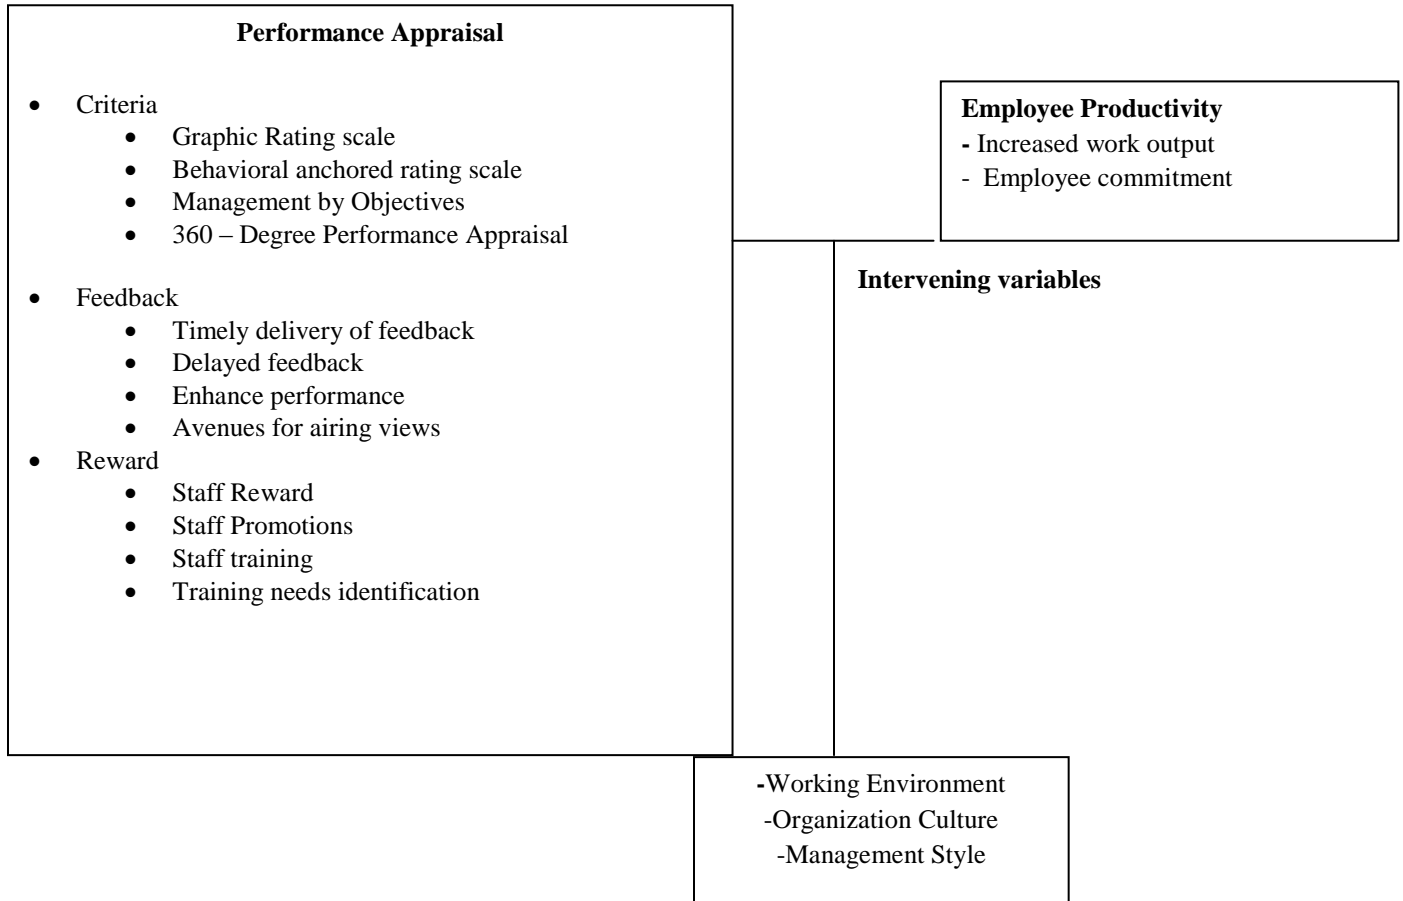 Performance Appraisal
• Criteria
• Graphic Rating scale
• Behavioral anchored rating scale
• Management by Objectives
• 360 – Degree Performance Appraisal
• Feedback
• Timely delivery of feedback
• Delayed feedback
• Enhance performance
• Avenues for airing views
• Reward
• Staff Reward
• Staff Promotions
• Staff training
• Training needs identification
Employee Productivity
- Increased work output
- Employee commitment
Intervening variables
-Working Environment
-Organization Culture
-Management Style